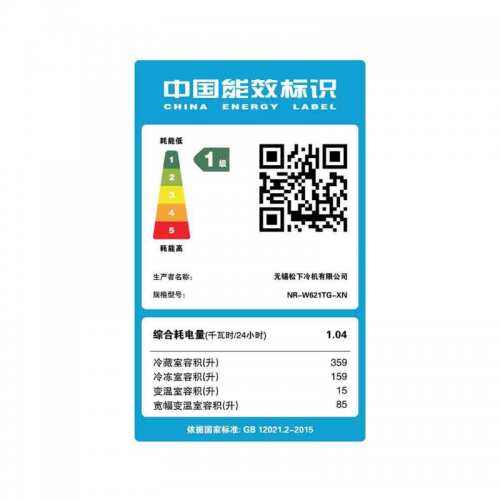 中国能效标识
CHINA ENERGY LABEL
耗能低
1
1级
2
3
4
5
耗能高
生产者名称： 无锡松下冷机有限公司
规格型号： NR-W621TG-XN
综合耗电量(千瓦时/24小时) 1.04
冷藏室容积(升) 359
冷冻室容积(升) 159
变温室容积(升) 15
宽幅变温室容积(升) 85
依据国家标准: GB 12021.2-2015